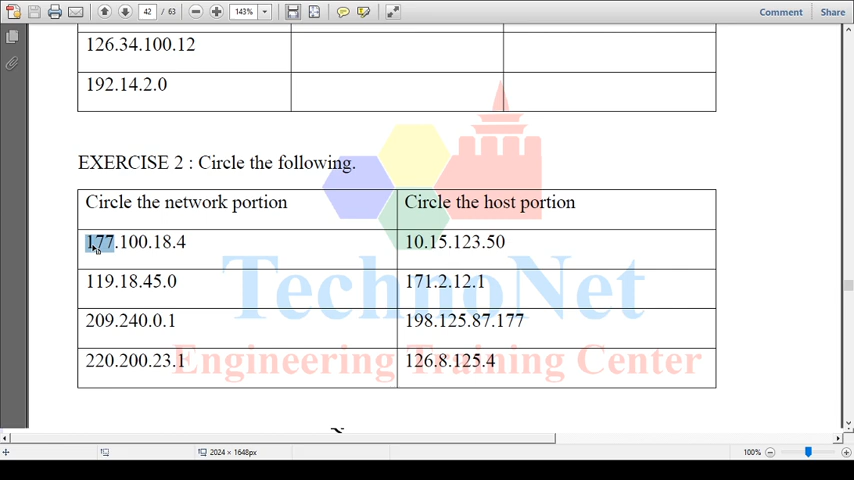 42 / 63
143%
Comment
Share
126.34.100.12
192.14.2.0
EXERCISE 2 : Circle the following.
Circle the network portion
Circle the host portion
177.100.18.4
10.15.123.50
119.18.45.0
171.2.12.1
209.240.0.1
198.125.87.177
220.200.23.1
126.8.125.4
TechnoNet
Engineering Training Center
2024 × 1648px
100%